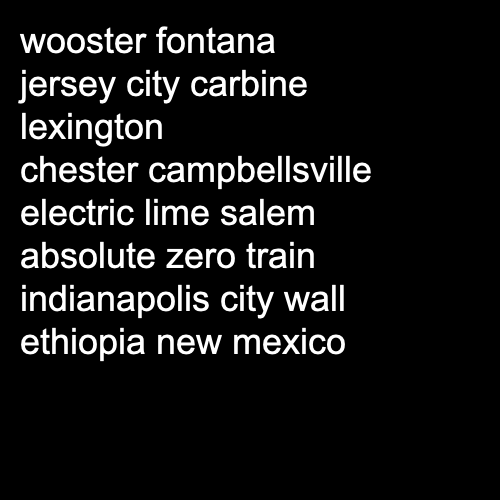 wooster fontana
jersey city carbine
lexington
chester campbellsville
electric lime salem
absolute zero train
indianapolis city wall
ethiopia new mexico